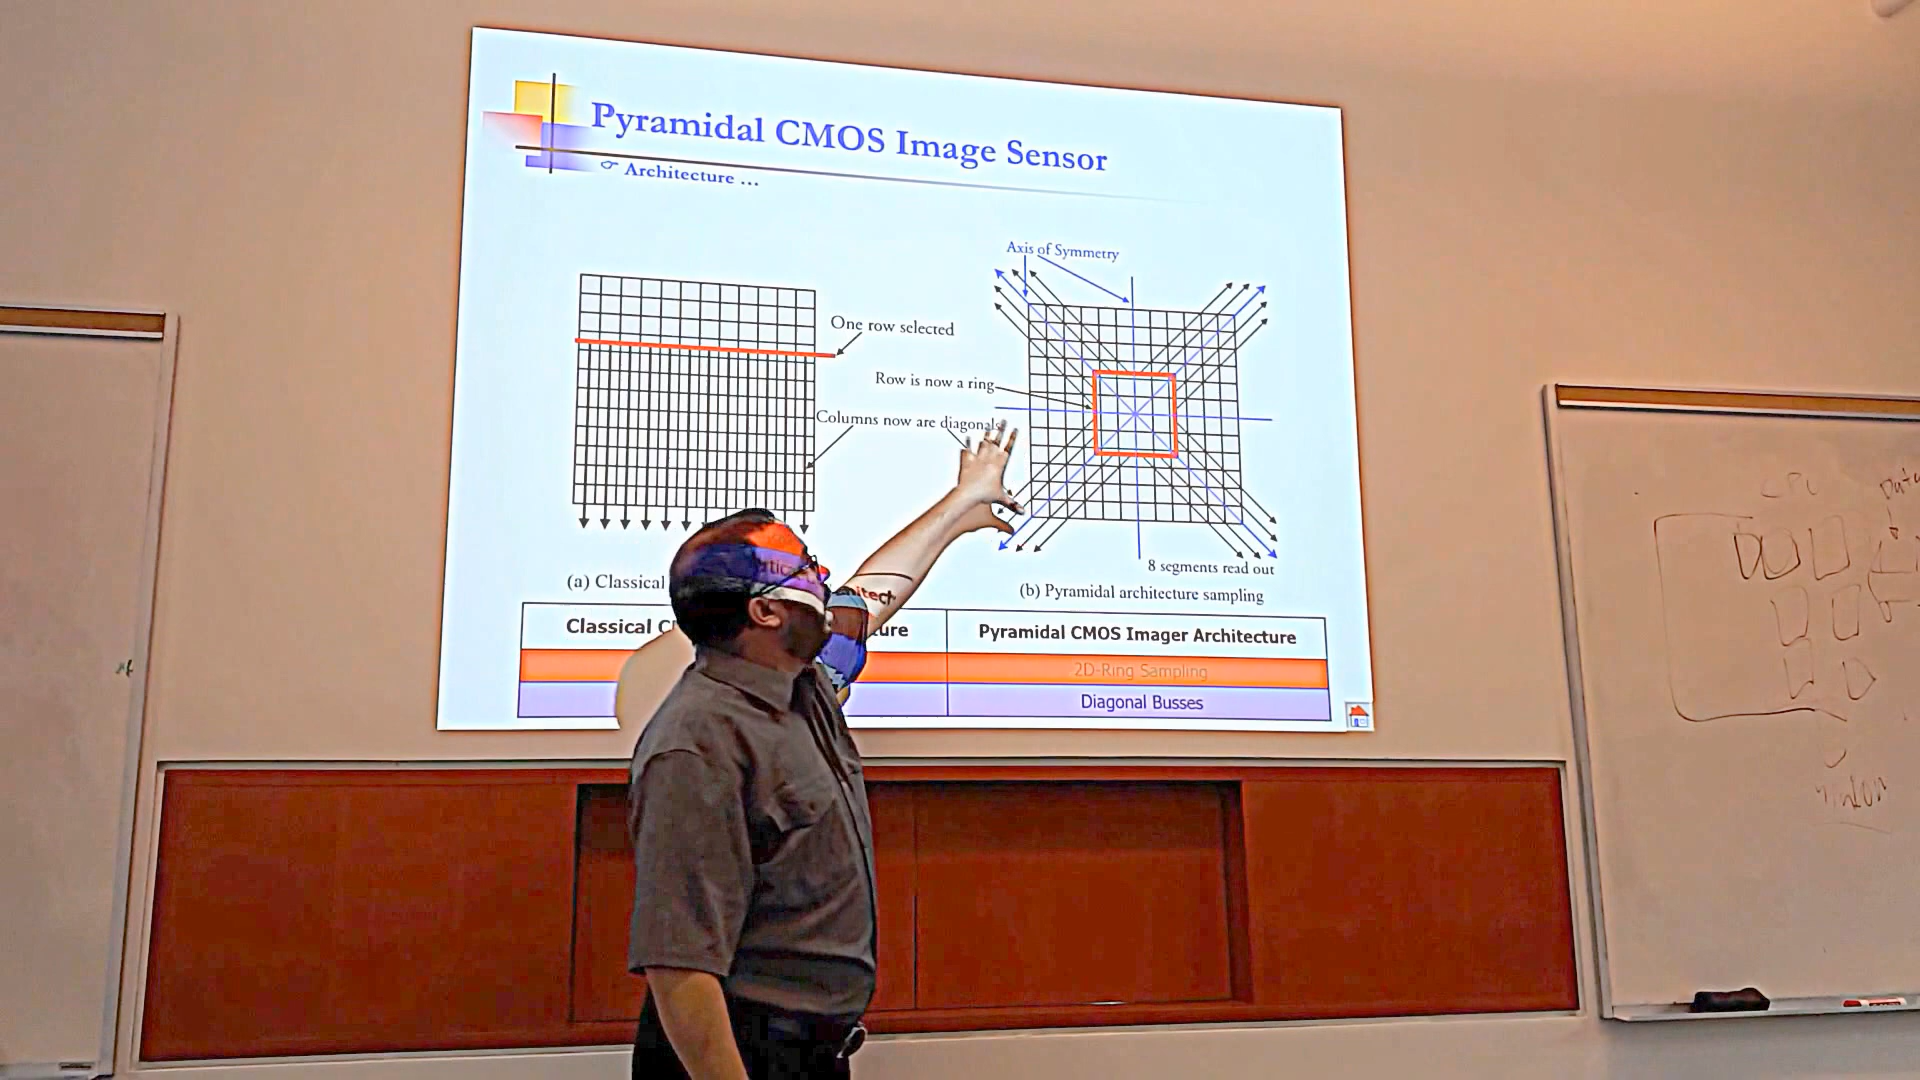 Pyramidal CMOS Image Sensor
☞ Architecture ...
Axis of Symmetry
One row selected
Row is now a ring
Columns now are diagonals
8 segments read out
(a) Classical
(b) Pyramidal architecture sampling
Classical
Pyramidal CMOS Imager Architecture
2D-Ring Sampling
Diagonal Busses
CPU
Data